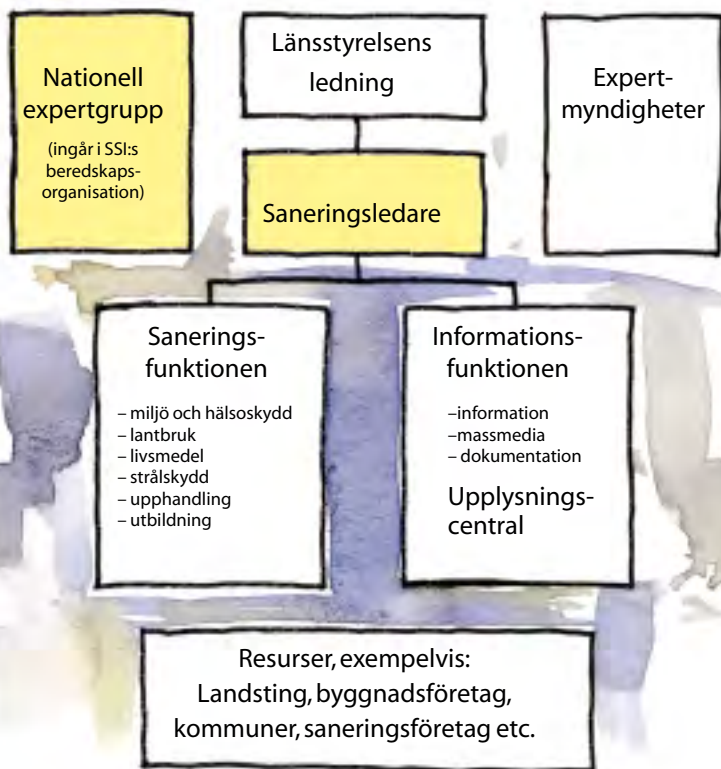 Nationell
expertgrupp
(ingår i SSI:s
beredskaps-
organisation)
Länsstyrelsens
ledning
Expert-
myndigheter
Saneringsledare
Sanerings-
funktionen
– miljö och hälsoskydd
– lantbruk
– livsmedel
– strålskydd
– upphandling
– utbildning
Informations-
funktionen
–information
–massmedia
– dokumentation
Upplysnings-
central
Resurser, exempelvis:
Landsting, byggnadsföretag,
kommuner, saneringsföretag etc.